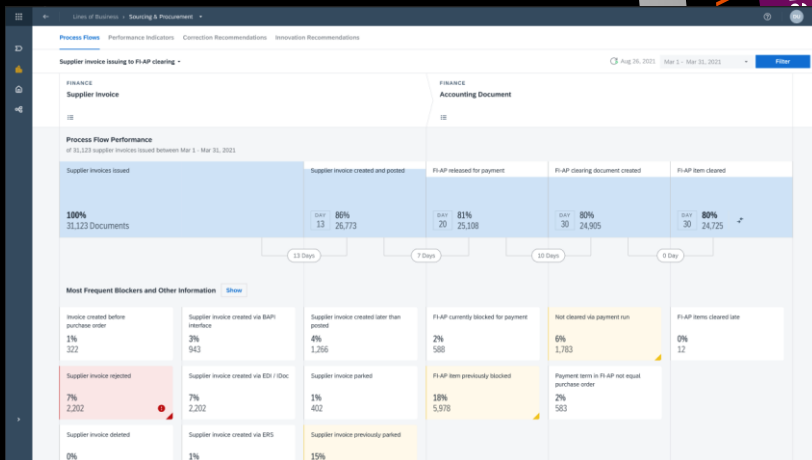 Lines of Business › Sourcing & Procurement
Process Flows Performance Indicators Correction Recommendations Innovation Recommendations
Supplier invoice issuing to FI-AP clearing
Aug 26, 2021 Mar 1 - Mar 31, 2021 Filter
FINANCE
Supplier Invoice
FINANCE
Accounting Document
Process Flow Performance
of 31,123 supplier invoices issued between Mar 1 - Mar 31, 2021
Supplier invoices issued
100%
31,123 Documents
Supplier invoice created and posted
DAY 13
86%
26,773
FI-AP released for payment
DAY 20
81%
25,108
FI-AP clearing document created
DAY 30
80%
24,905
FI-AP item cleared
DAY 30
80%
24,725
13 Days
7 Days
10 Days
0 Day
Most Frequent Blockers and Other Information Show
Invoice created before
purchase order
1%
322
Supplier invoice created via BAPI
interface
3%
943
Supplier invoice created later than
posted
4%
1,266
FI-AP currently blocked for payment
2%
588
Not cleared via payment run
6%
1,783
FI-AP items cleared late
0%
12
Supplier invoice rejected
7%
2,202
Supplier invoice created via EDI / IDoc
7%
2,202
Supplier invoice parked
1%
402
FI-AP item previously blocked
18%
5,978
Payment term in FI-AP not equal
purchase order
2%
583
Supplier invoice deleted
0%
Supplier invoice created via ERS
1%
Supplier invoice previously parked
15%